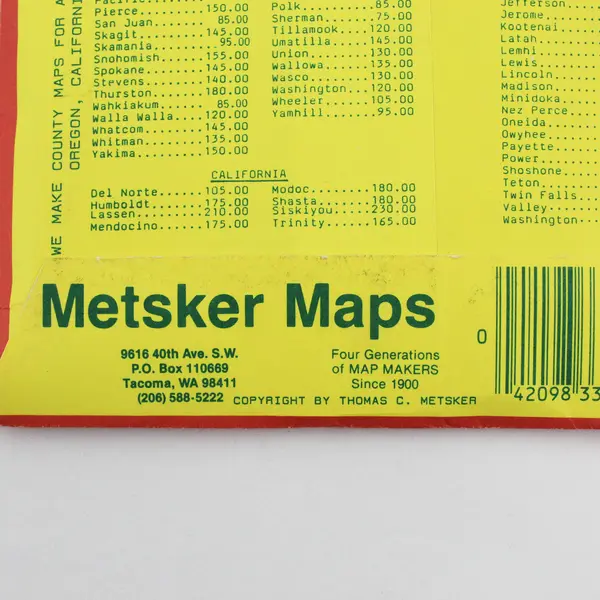 WE MAKE COUNTY MAPS FOR A
OREGON, CALIFORNI
Pierce.......150.00
San Juan..... 85.00
Skagit.......145.00
Skamania..... 95.00
Snohomish....155.00
Spokane......145.00
Stevens......140.00
Thurston.....180.00
Wahkiakum.... 85.00
Walla Walla..120.00
Whatcom......145.00
Whitman......135.00
Yakima.......150.00
Polk.........85.00
Sherman......75.00
Tillamook...120.00
Umatilla....145.00
Union.......130.00
Wallowa.....135.00
Wasco.......130.00
Washington..120.00
Wheeler.....105.00
Yamhill......95.00
Jefferson
Jerome
Kootenai
Latah
Lemhi
Lewis
Lincoln
Madison
Minidoka
Nez Perce
Oneida
Owyhee
Payette
Power
Shoshone
Teton
Twin Falls
Valley
Washington
CALIFORNIA
Del Norte....105.00
Humboldt.....175.00
Lassen.......210.00
Mendocino....175.00
Modoc.......180.00
Shasta......180.00
Siskiyou....230.00
Trinity.....165.00
Metsker Maps
9616 40th Ave. S.W.
P.O. Box 110669
Tacoma, WA 98411
(206) 588-5222
Four Generations
of MAP MAKERS
Since 1900
COPYRIGHT BY THOMAS C. METSKER
0
42098 33